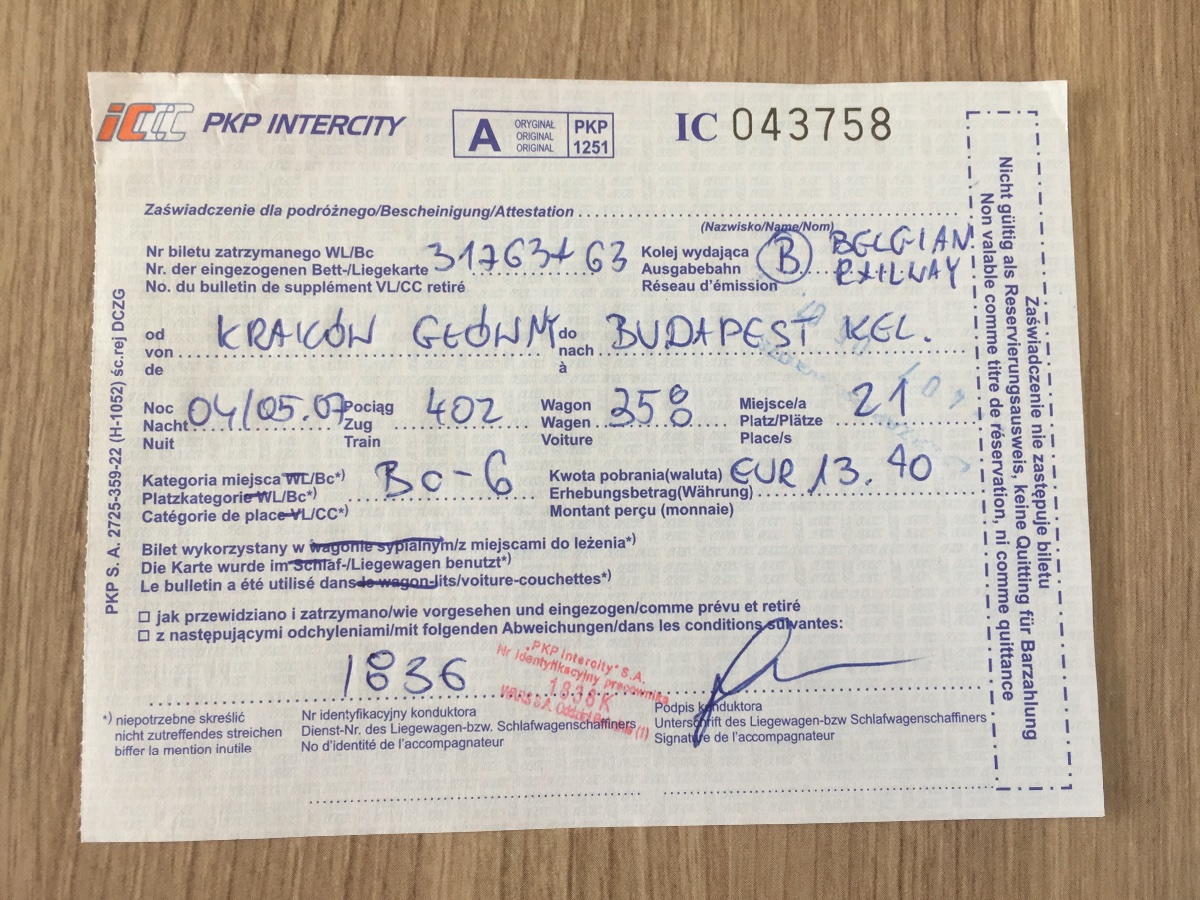 iC PKP INTERCITY
A ORYGINAŁ ORIGINAL ORIGINAL PKP 1251
IC 043758
Zaświadczenie dla podróżnego/Bescheinigung/Attestation
(Nazwisko/Name/Nom)
Nr biletu zatrzymanego WL/Bc
Nr. der eingezogenen Bett-/Liegekarte
No. du bulletin de supplément VL/CC retiré
63
Kolej wydająca
Ausgabebahn
Réseau d'émission
B BELGIAN
RAILWAY
od
von
de
KRAKÓW GŁÓWNY
do
nach
à
BUDAPEST KEL.
Noc
Nacht
Nuit
04/05.07
Pociąg
Zug
Train
402
Wagon
Wagen
Voiture
358
Miejsce/a
Platz/Plätze
Place/s
21
Kategoria miejsca WL/Bc*)
Platzkategorie WL/Bc*)
Catégorie de place VL/CC*)
Bc-6
Kwota pobrania(waluta)
Erhebungsbetrag(Währung)
Montant perçu (monnaie)
EUR 13.40
Bilet wykorzystany w wagonie sypialnym/z miejscami do leżenia*)
Die Karte wurde im Schlaf-/Liegewagen benutzt*)
Le bulletin a été utilisé dans le wagon-lits/voiture-couchettes*)
jak przewidziano i zatrzymano/wie vorgesehen und eingezogen/comme prévu et retiré
z następującymi odchyleniami/mit folgenden Abweichungen/dans les conditions suivantes:
1836
"PKP Intercity" S.A.
Nr identyfikacyjny pracownika
1836K
WARS S.A. Oddział
(1)
*) niepotrzebne skreślić
nicht zutreffendes streichen
biffer la mention inutile
Nr identyfikacyjny konduktora
Dienst-Nr. des Liegewagen-bzw. Schlafwagenschaffiners
No d'identité de l'accompagnateur
Podpis konduktora
Unterschrift des Liegewagen-bzw Schlafwagenschaffiners
Signature de l'accompagnateur
PKP S. A. 2725-359-22 (H-1052) śc.rej DCZG
Zaświadczenie nie zastępuje biletu
Nicht gültig als Reservierungsausweis, keine Quitting für Barzahlung
Non valable comme titre de réservation, ni comme quittance